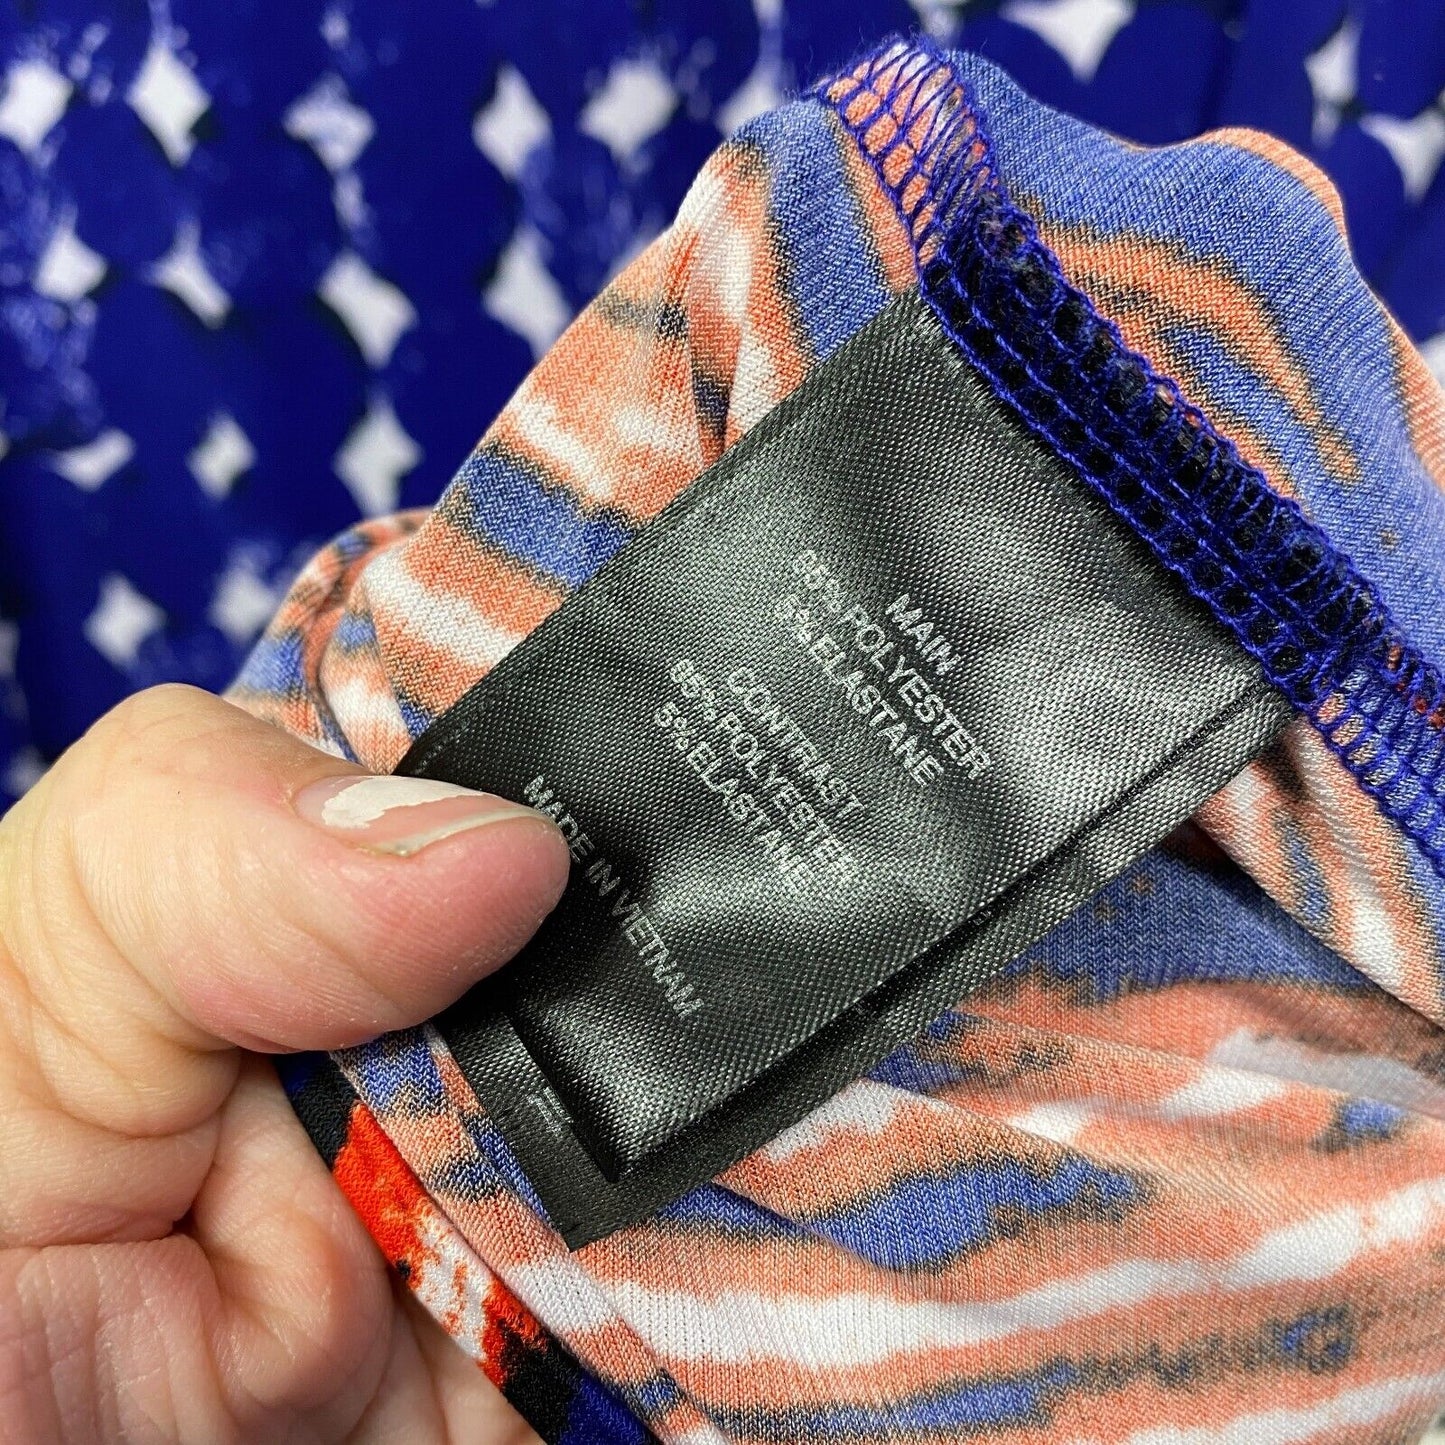 MAIN
95% POLYESTER
5% ELASTANE
CONTRAST
95% POLYESTER
5% ELASTANE
MADE IN VIETNAM